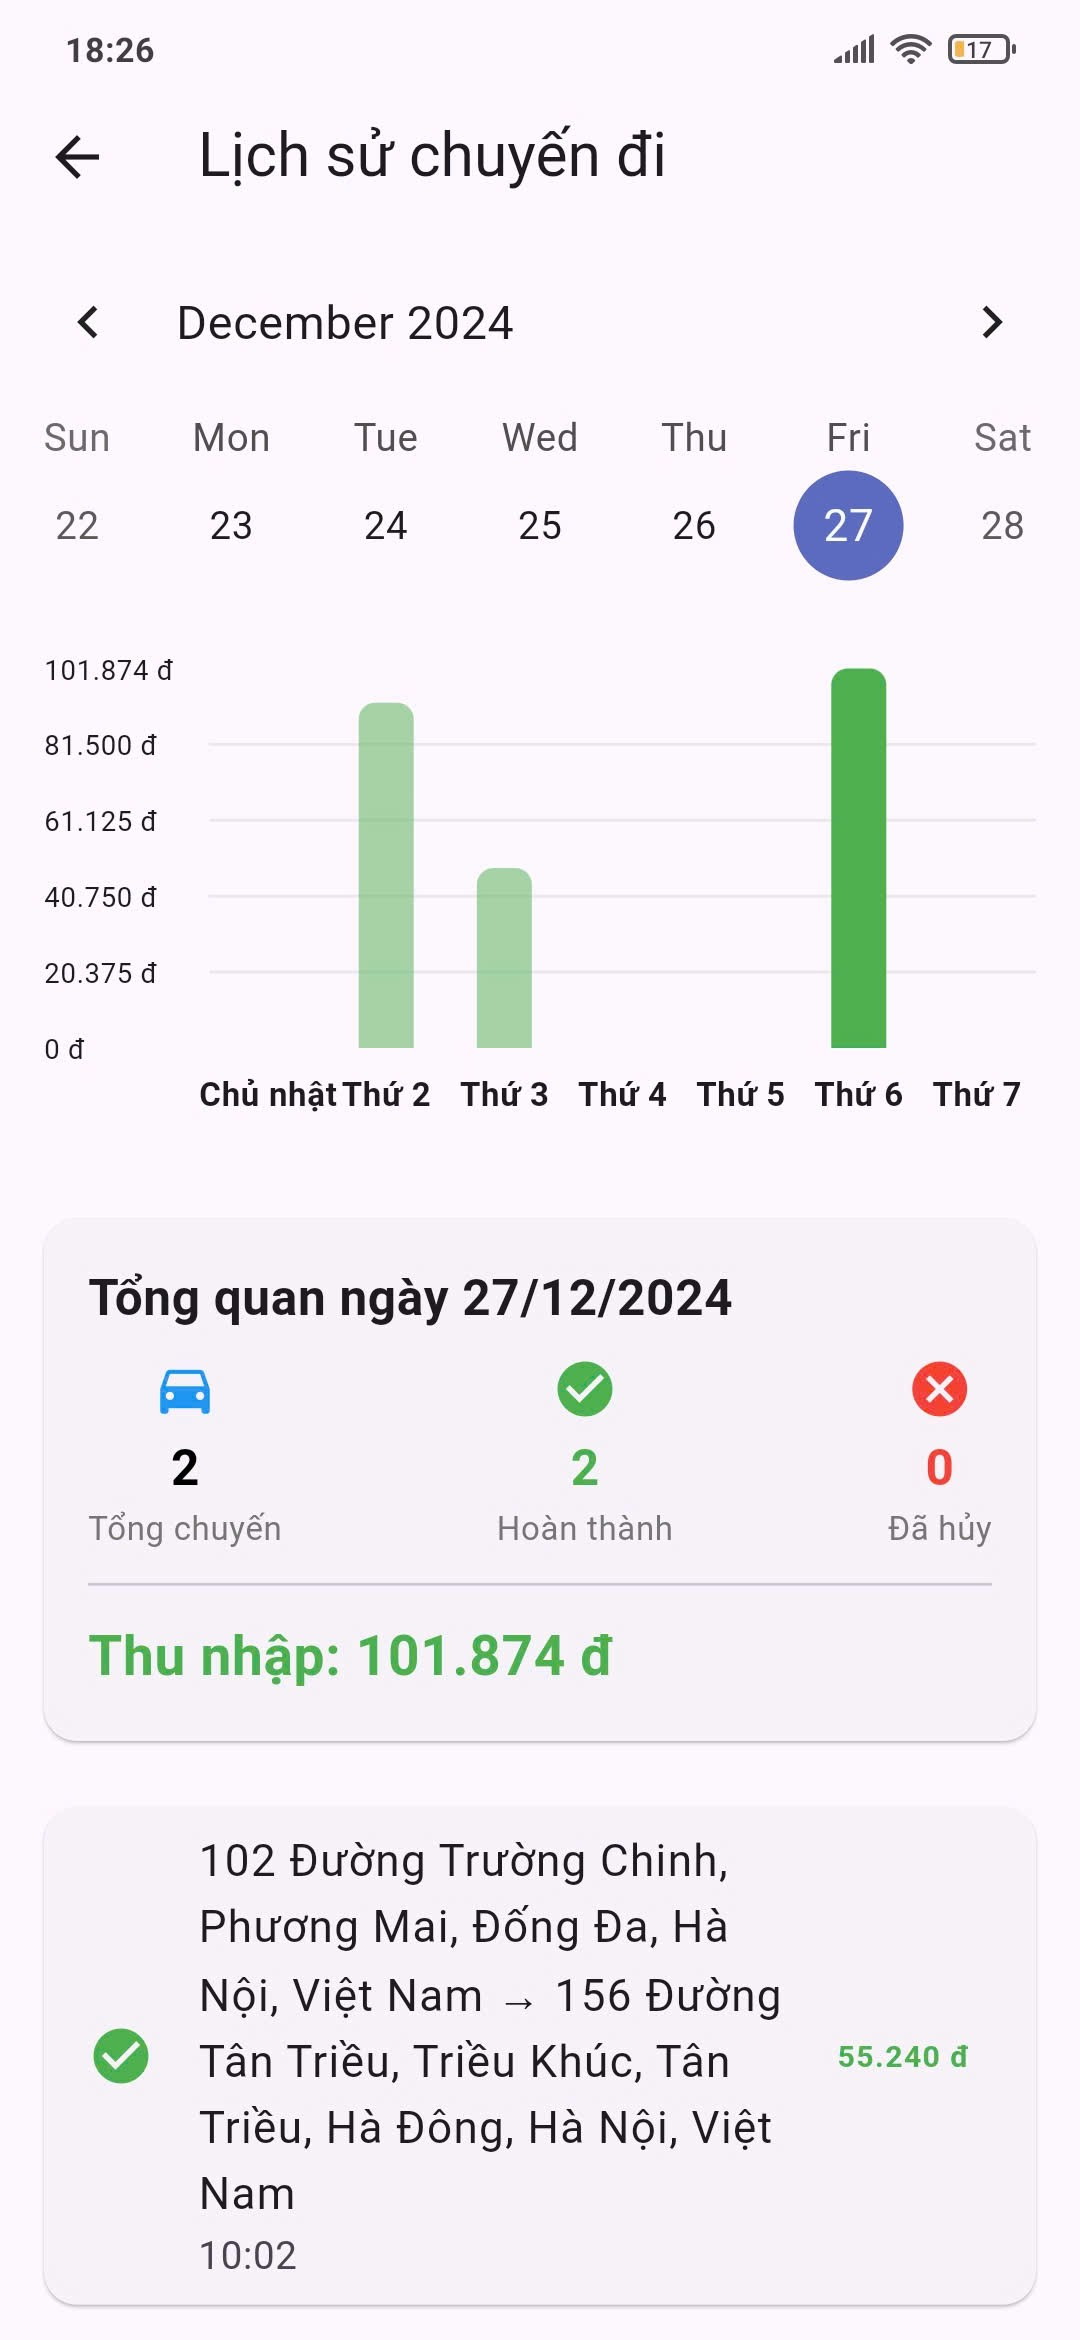 18:26
17
Lịch sử chuyến đi
December 2024
Sun Mon Tue Wed Thu Fri Sat
22 23 24 25 26 27 28
101.874 đ
81.500 đ
61.125 đ
40.750 đ
20.375 đ
0 đ
Chủ nhật Thứ 2 Thứ 3 Thứ 4 Thứ 5 Thứ 6 Thứ 7
Tổng quan ngày 27/12/2024
2 2 0
Tổng chuyến Hoàn thành Đã hủy
Thu nhập: 101.874 đ
102 Đường Trường Chinh,
Phương Mai, Đống Đa, Hà
Nội, Việt Nam → 156 Đường
Tân Triều, Triều Khúc, Tân
Triều, Hà Đông, Hà Nội, Việt
Nam
10:02
55.240 đ